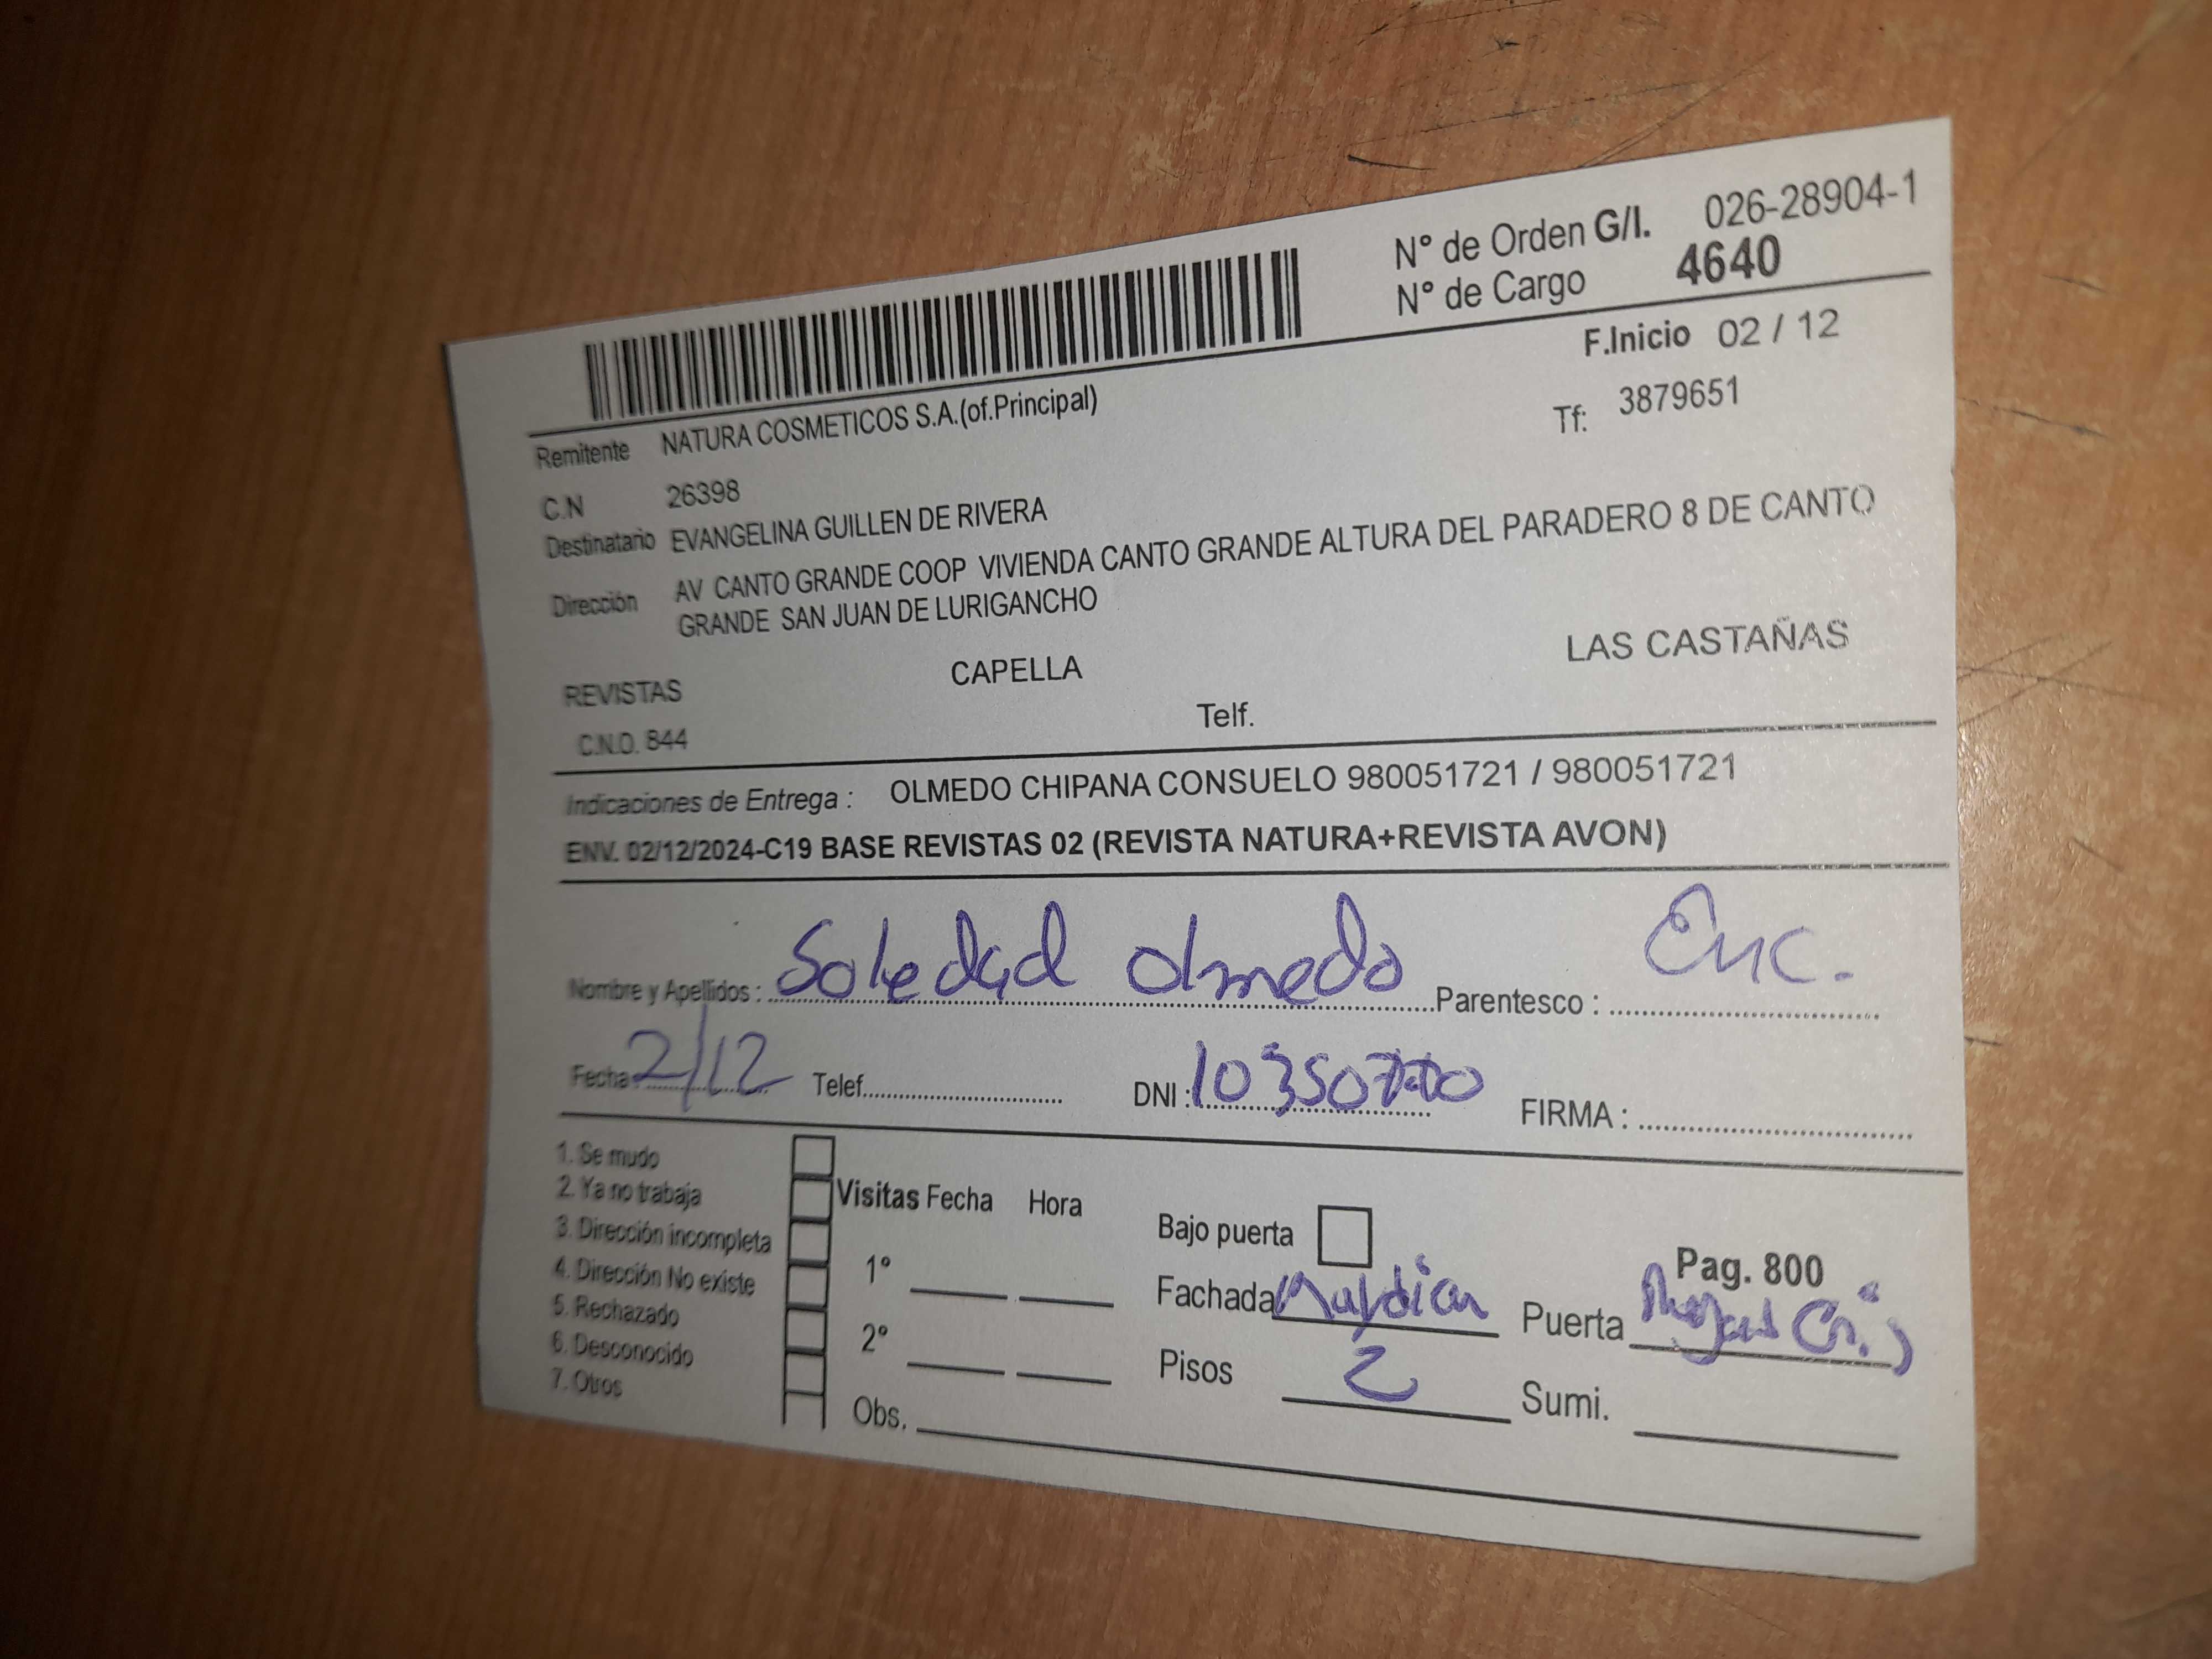 N° de Orden G/I. 026-28904-1
N° de Cargo 4640
F.Inicio 02 / 12
Remitente NATURA COSMETICOS S.A.(of.Principal)
Tf: 3879651
C.N 26398
Destinatario EVANGELINA GUILLEN DE RIVERA
Dirección AV CANTO GRANDE COOP VIVIENDA CANTO GRANDE ALTURA DEL PARADERO 8 DE CANTO
GRANDE SAN JUAN DE LURIGANCHO
REVISTAS CAPELLA LAS CASTAÑAS
C.N.O. 844 Telf.
Indicaciones de Entrega : OLMEDO CHIPANA CONSUELO 980051721 / 980051721
ENV. 02/12/2024-C19 BASE REVISTAS 02 (REVISTA NATURA+REVISTA AVON)
Nombre y Apellidos : Soledad Olmedo Parentesco : Enc.
Fecha 2/12 Telef. DNI : FIRMA :
1. Se mudo
2. Ya no trabaja
3. Dirección incompleta
4. Dirección No existe
5. Rechazado
6. Desconocido
7. Otros
Visitas Fecha Hora
1°
2°
Obs.
Bajo puerta
Fachada
Pisos 2
Pag. 800
Puerta
Sumi.